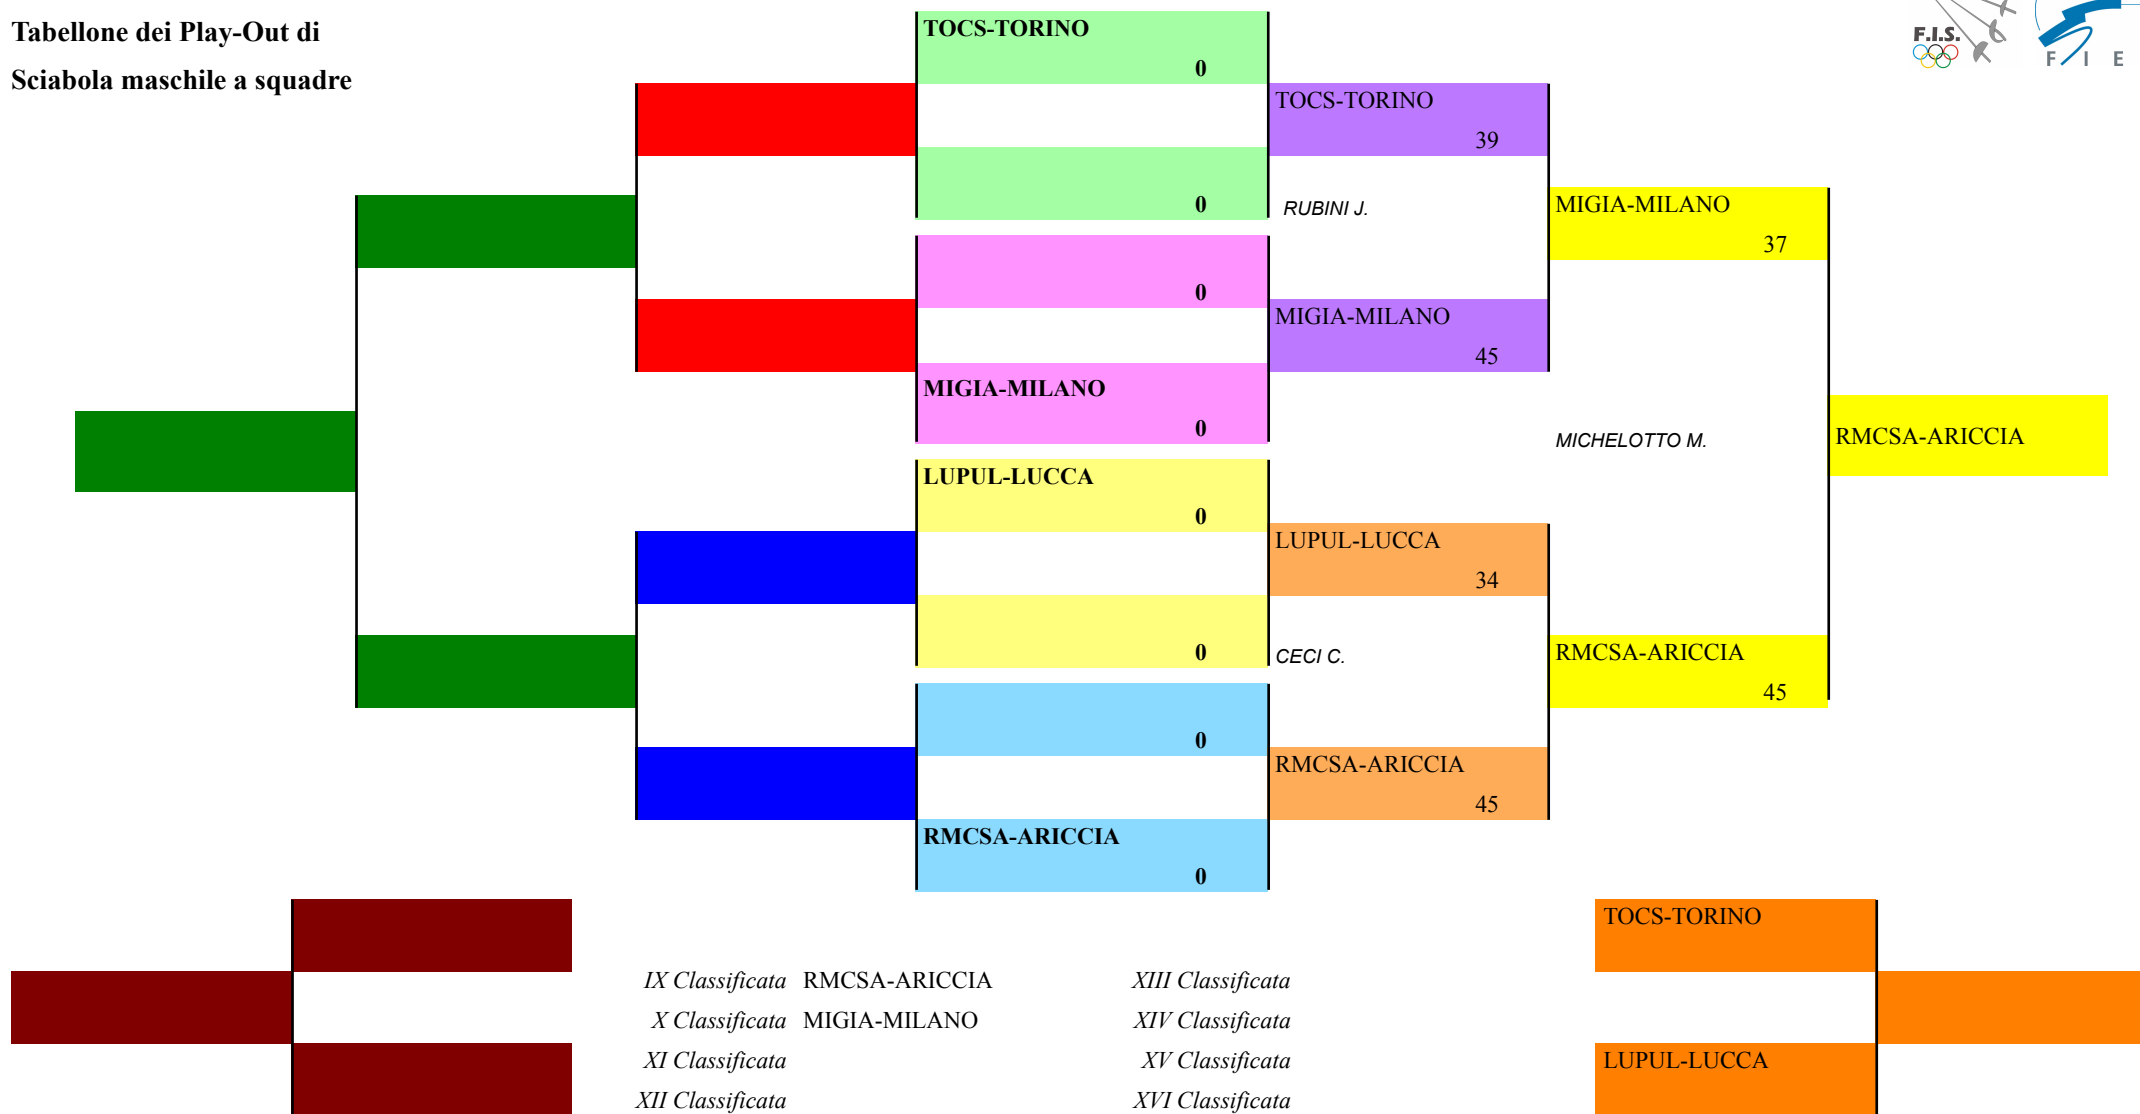 Tabellone dei Play-Out di
Sciabola maschile a squadre
F.I.S.
F I E
TOCS-TORINO
0
0
0
MIGIA-MILANO
0
LUPUL-LUCCA
0
0
0
RMCSA-ARICCIA
0
TOCS-TORINO
39
RUBINI J.
MIGIA-MILANO
45
LUPUL-LUCCA
34
CECI C.
RMCSA-ARICCIA
45
MIGIA-MILANO
37
MICHELOTTO M.
RMCSA-ARICCIA
45
RMCSA-ARICCIA
IX Classificata RMCSA-ARICCIA
X Classificata MIGIA-MILANO
XI Classificata
XII Classificata
XIII Classificata
XIV Classificata
XV Classificata
XVI Classificata
TOCS-TORINO
LUPUL-LUCCA